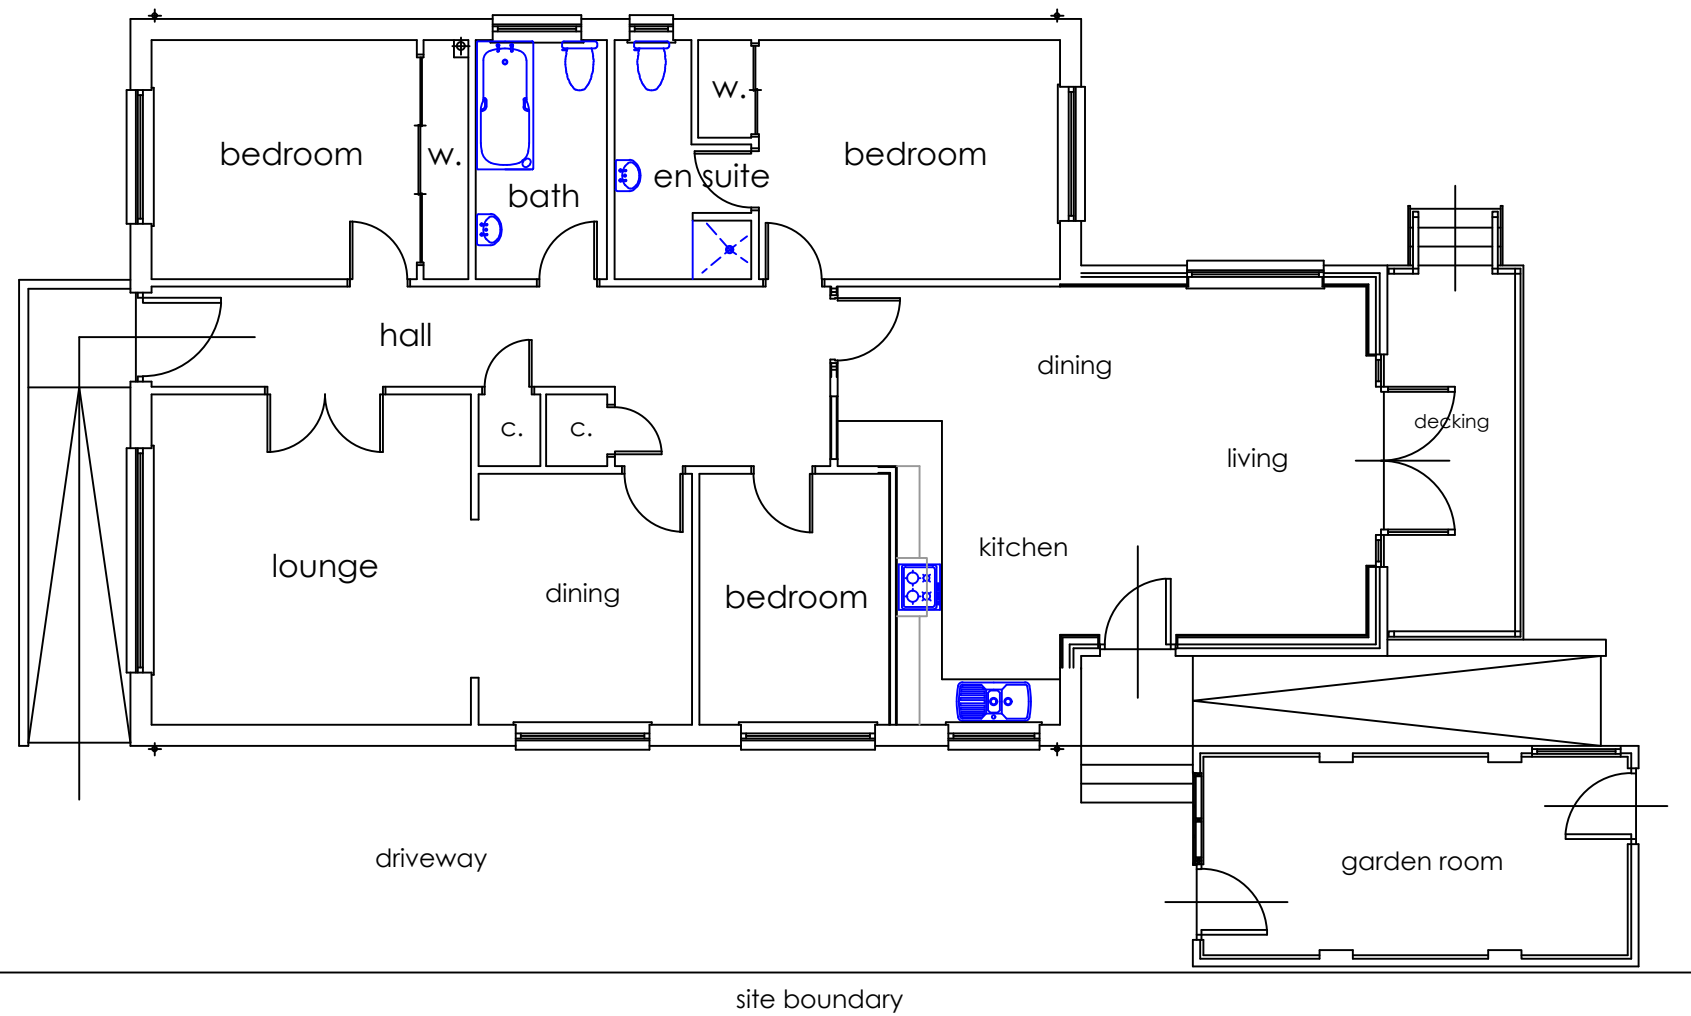 w.
bedroom
w.
bedroom
en suite
bath
hall
dining
decking
c.
c.
living
kitchen
lounge
dining
bedroom
driveway
garden room
site boundary